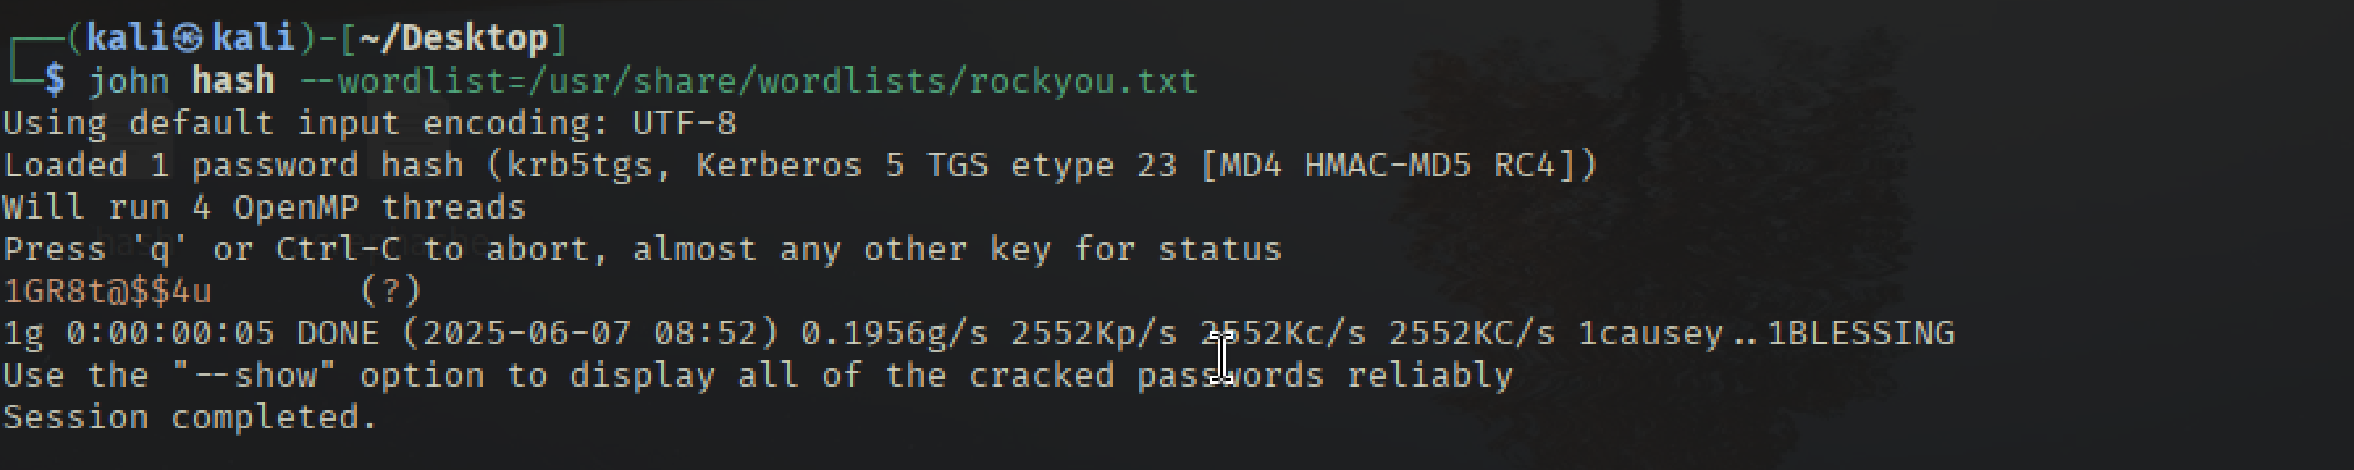 ┌──(kali㉿kali)-[~/Desktop]
└─$ john hash --wordlist=/usr/share/wordlists/rockyou.txt
Using default input encoding: UTF-8
Loaded 1 password hash (krb5tgs, Kerberos 5 TGS etype 23 [MD4 HMAC-MD5 RC4])
Will run 4 OpenMP threads
Press 'q' or Ctrl-C to abort, almost any other key for status
1GR8t@$$4u       (?)
1g 0:00:00:05 DONE (2025-06-07 08:52) 0.1956g/s 2552Kp/s 2552Kc/s 2552KC/s 1causey..1BLESSING
Use the "--show" option to display all of the cracked passwords reliably
Session completed.